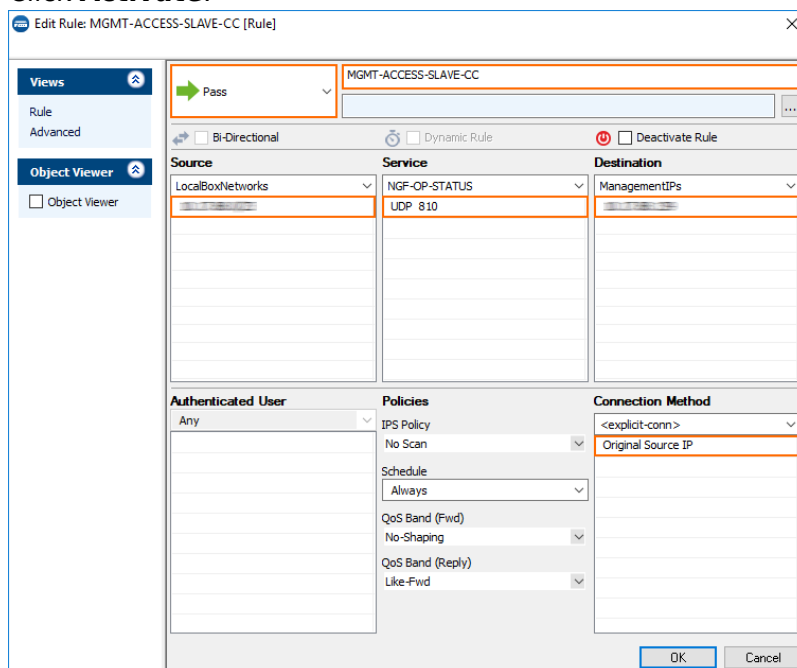 Click Activate.
Edit Rule: MGMT-ACCESS-SLAVE-CC [Rule]
Views
Rule
Advanced
Object Viewer
Object Viewer
Pass
MGMT-ACCESS-SLAVE-CC
...
Bi-Directional
Dynamic Rule
Deactivate Rule
Source
Service
Destination
LocalBoxNetworks
NGF-OP-STATUS
ManagementIPs
UDP 810
Authenticated User
Policies
Connection Method
Any
IPS Policy
<explicit-conn>
No Scan
Original Source IP
Schedule
Always
QoS Band (Fwd)
No-Shaping
QoS Band (Reply)
Like-Fwd
OK
Cancel